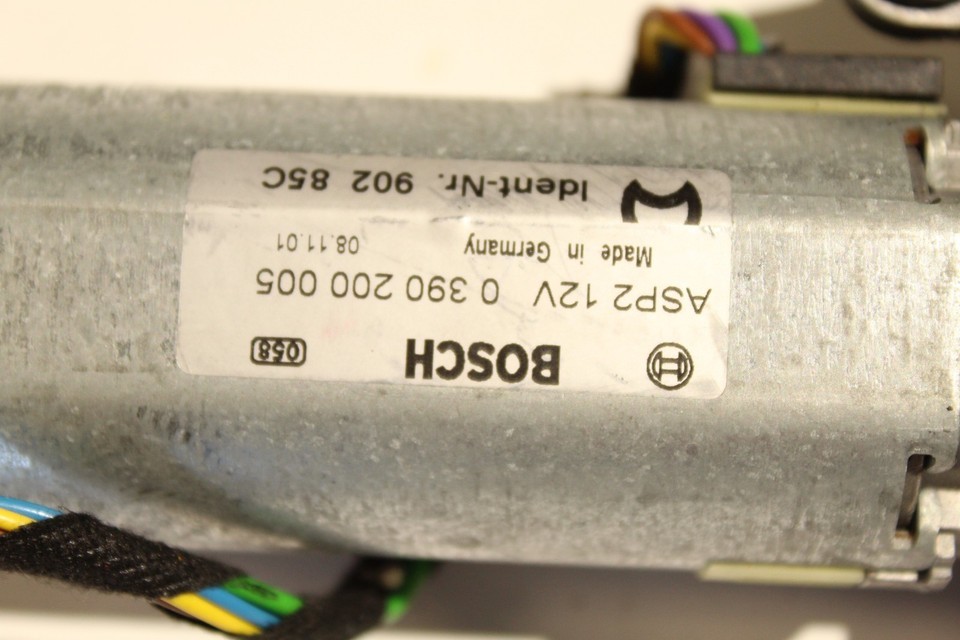 BOSCH 058
ASP2 12V 0 390 200 005
Made in Germany 08.11.01
Ident-Nr. 902 85C